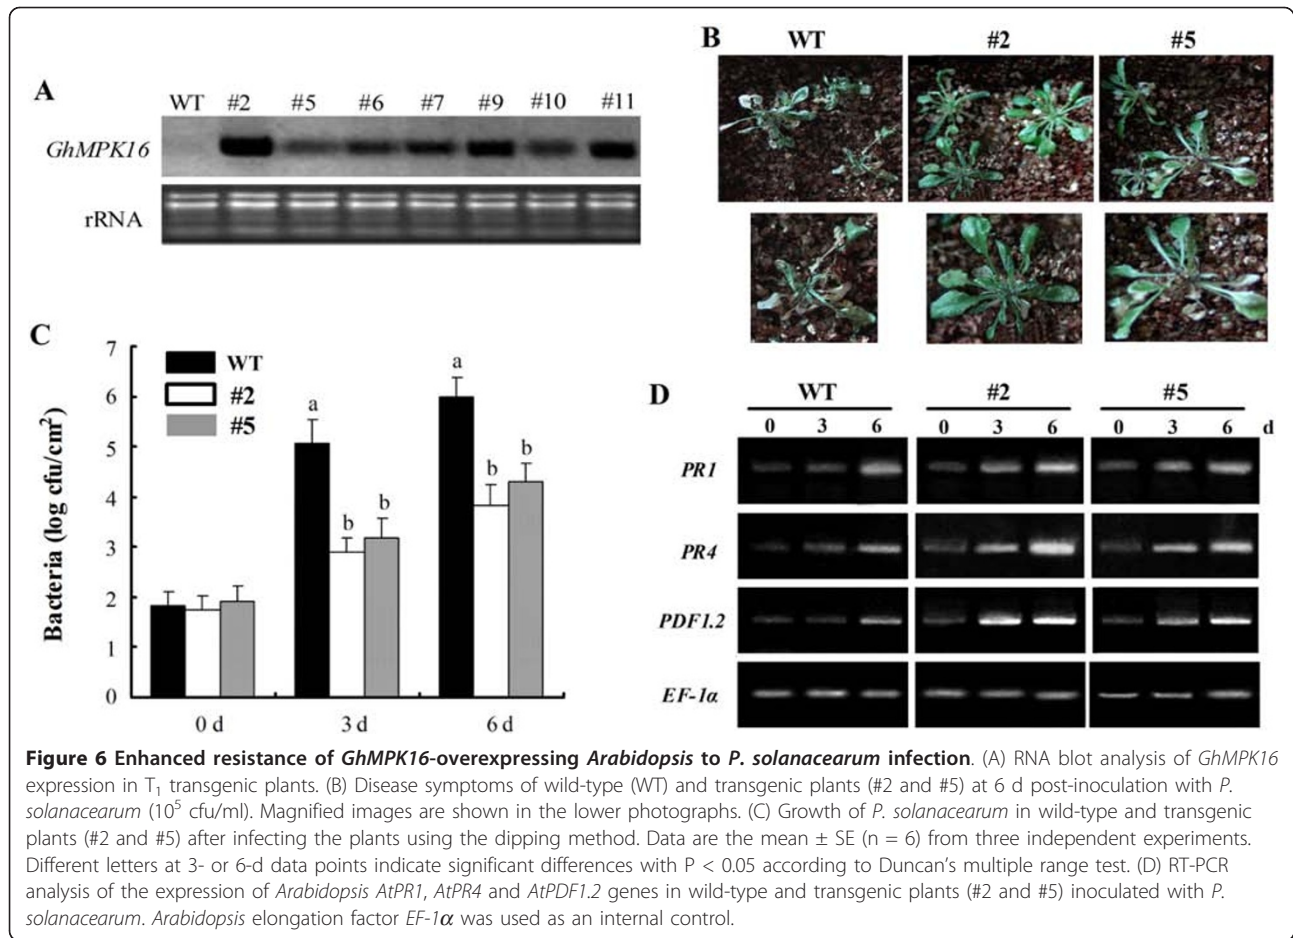 A
WT #2 #5 #6 #7 #9 #10 #11
GhMPK16
rRNA
B
WT #2 #5
C
Bacteria (log cfu/cm²)
7
6
5
4
3
2
1
0
WT
#2
#5
a
b
b
a
b
b
0 d 3 d 6 d
D
WT #2 #5
0 3 6 0 3 6 0 3 6 d
PR1
PR4
PDF1.2
EF-1α
Figure 6 Enhanced resistance of GhMPK16-overexpressing Arabidopsis to P. solanacearum infection. (A) RNA blot analysis of GhMPK16
expression in T₁ transgenic plants. (B) Disease symptoms of wild-type (WT) and transgenic plants (#2 and #5) at 6 d post-inoculation with P.
solanacearum (10⁵ cfu/ml). Magnified images are shown in the lower photographs. (C) Growth of P. solanacearum in wild-type and transgenic
plants (#2 and #5) after infecting the plants using the dipping method. Data are the mean ± SE (n = 6) from three independent experiments.
Different letters at 3- or 6-d data points indicate significant differences with P < 0.05 according to Duncan's multiple range test. (D) RT-PCR
analysis of the expression of Arabidopsis AtPR1, AtPR4 and AtPDF1.2 genes in wild-type and transgenic plants (#2 and #5) inoculated with P.
solanacearum. Arabidopsis elongation factor EF-1α was used as an internal control.